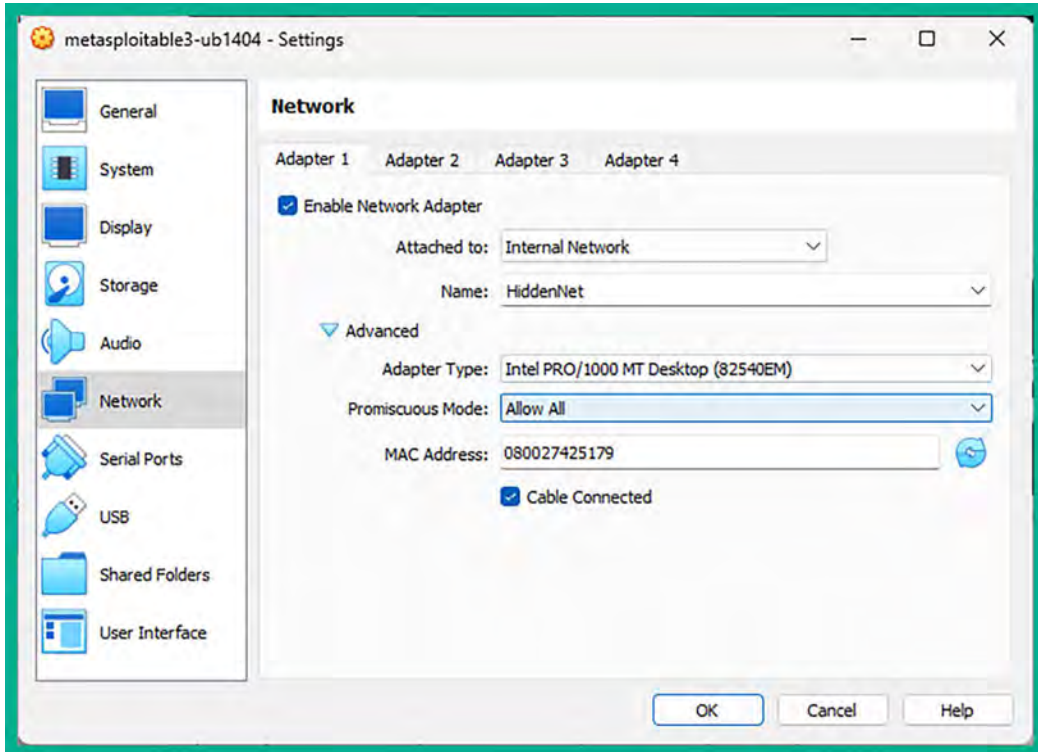 metasploitable3-ub1404 - Settings
General
System
Display
Storage
Audio
Network
Serial Ports
USB
Shared Folders
User Interface
Network
Adapter 1 Adapter 2 Adapter 3 Adapter 4
Enable Network Adapter
Attached to: Internal Network
Name: HiddenNet
Advanced
Adapter Type: Intel PRO/1000 MT Desktop (82540EM)
Promiscuous Mode: Allow All
MAC Address: 080027425179
Cable Connected
OK Cancel Help